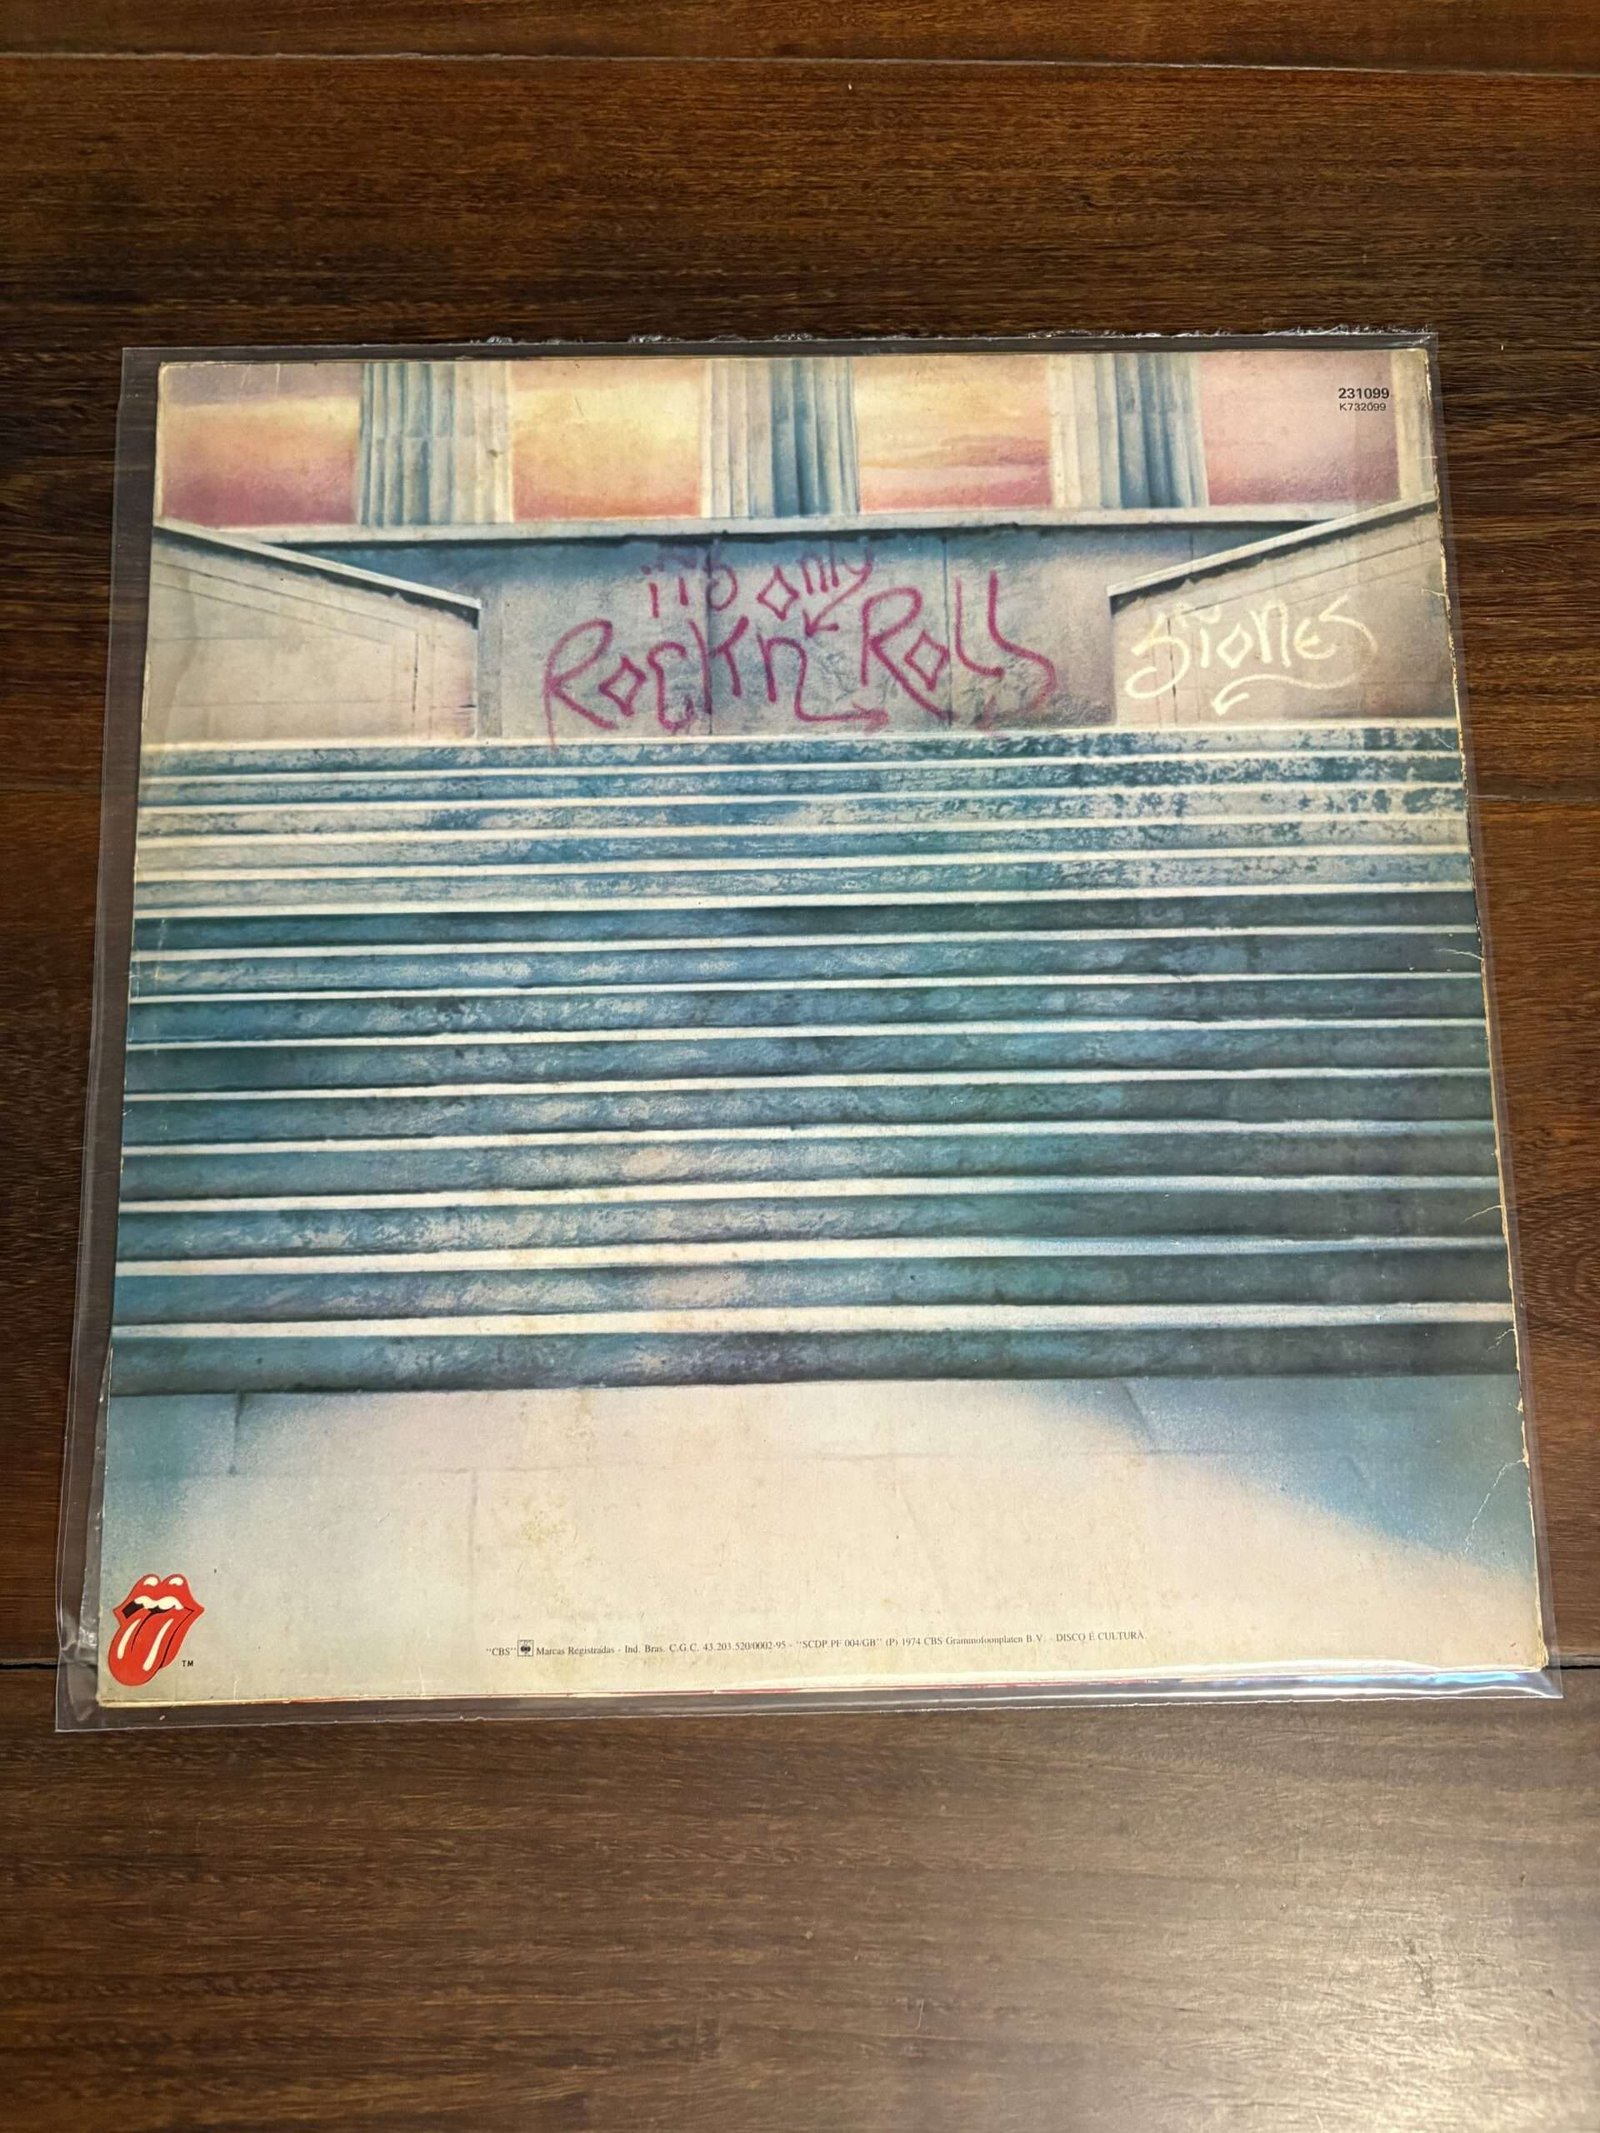 231099
K732099
it's only
Rock'n Roll
Stones
"CBS" Marcas Registradas - Ind. Bras. C.G.C. 43.203.520/0002-95 - "SCDP PF 004/GB" (P) 1974 CBS Grammofoonplaten B.V. - DISCO É CULTURA.
TM